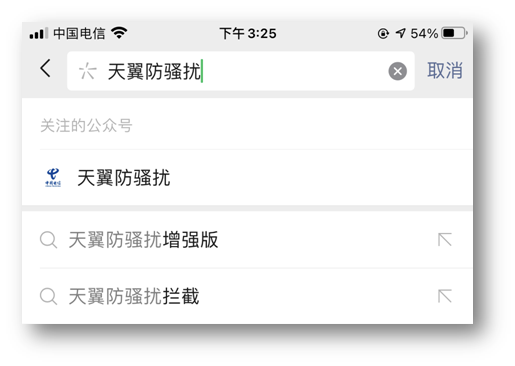 中国电信 下午 3:25 54%
天翼防骚扰 取消
关注的公众号
中国电信 天翼防骚扰
天翼防骚扰增强版
天翼防骚扰拦截